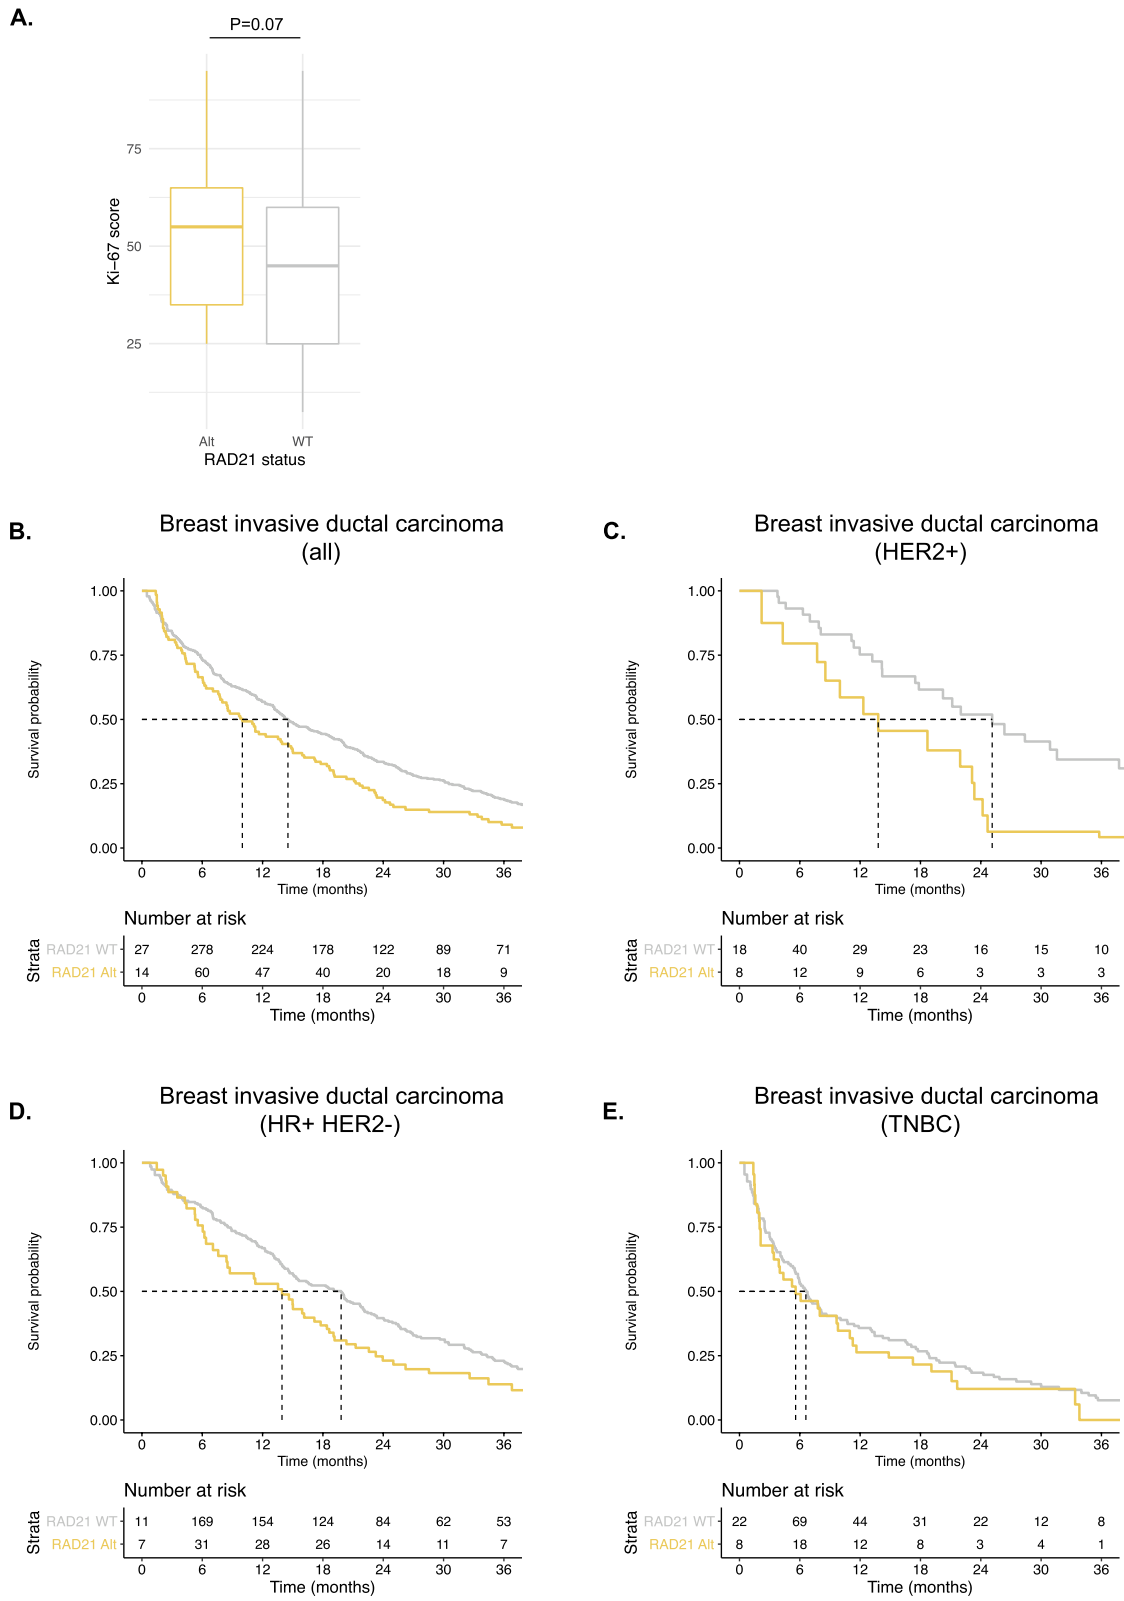 A.
P=0.07
75
50
25
Ki−67 score
Alt WT
RAD21 status
B.
Breast invasive ductal carcinoma
(all)
1.00
0.75
0.50
0.25
0.00
Survival probability
0 6 12 18 24 30 36
Time (months)
Number at risk
Strata
RAD21 WT 27 278 224 178 122 89 71
RAD21 Alt 14 60 47 40 20 18 9
0 6 12 18 24 30 36
Time (months)
C.
Breast invasive ductal carcinoma
(HER2+)
1.00
0.75
0.50
0.25
0.00
Survival probability
0 6 12 18 24 30 36
Time (months)
Number at risk
Strata
RAD21 WT 18 40 29 23 16 15 10
RAD21 Alt 8 12 9 6 3 3 3
0 6 12 18 24 30 36
Time (months)
D.
Breast invasive ductal carcinoma
(HR+ HER2-)
1.00
0.75
0.50
0.25
0.00
Survival probability
0 6 12 18 24 30 36
Time (months)
Number at risk
Strata
RAD21 WT 11 169 154 124 84 62 53
RAD21 Alt 7 31 28 26 14 11 7
0 6 12 18 24 30 36
Time (months)
E.
Breast invasive ductal carcinoma
(TNBC)
1.00
0.75
0.50
0.25
0.00
Survival probability
0 6 12 18 24 30 36
Time (months)
Number at risk
Strata
RAD21 WT 22 69 44 31 22 12 8
RAD21 Alt 8 18 12 8 3 4 1
0 6 12 18 24 30 36
Time (months)